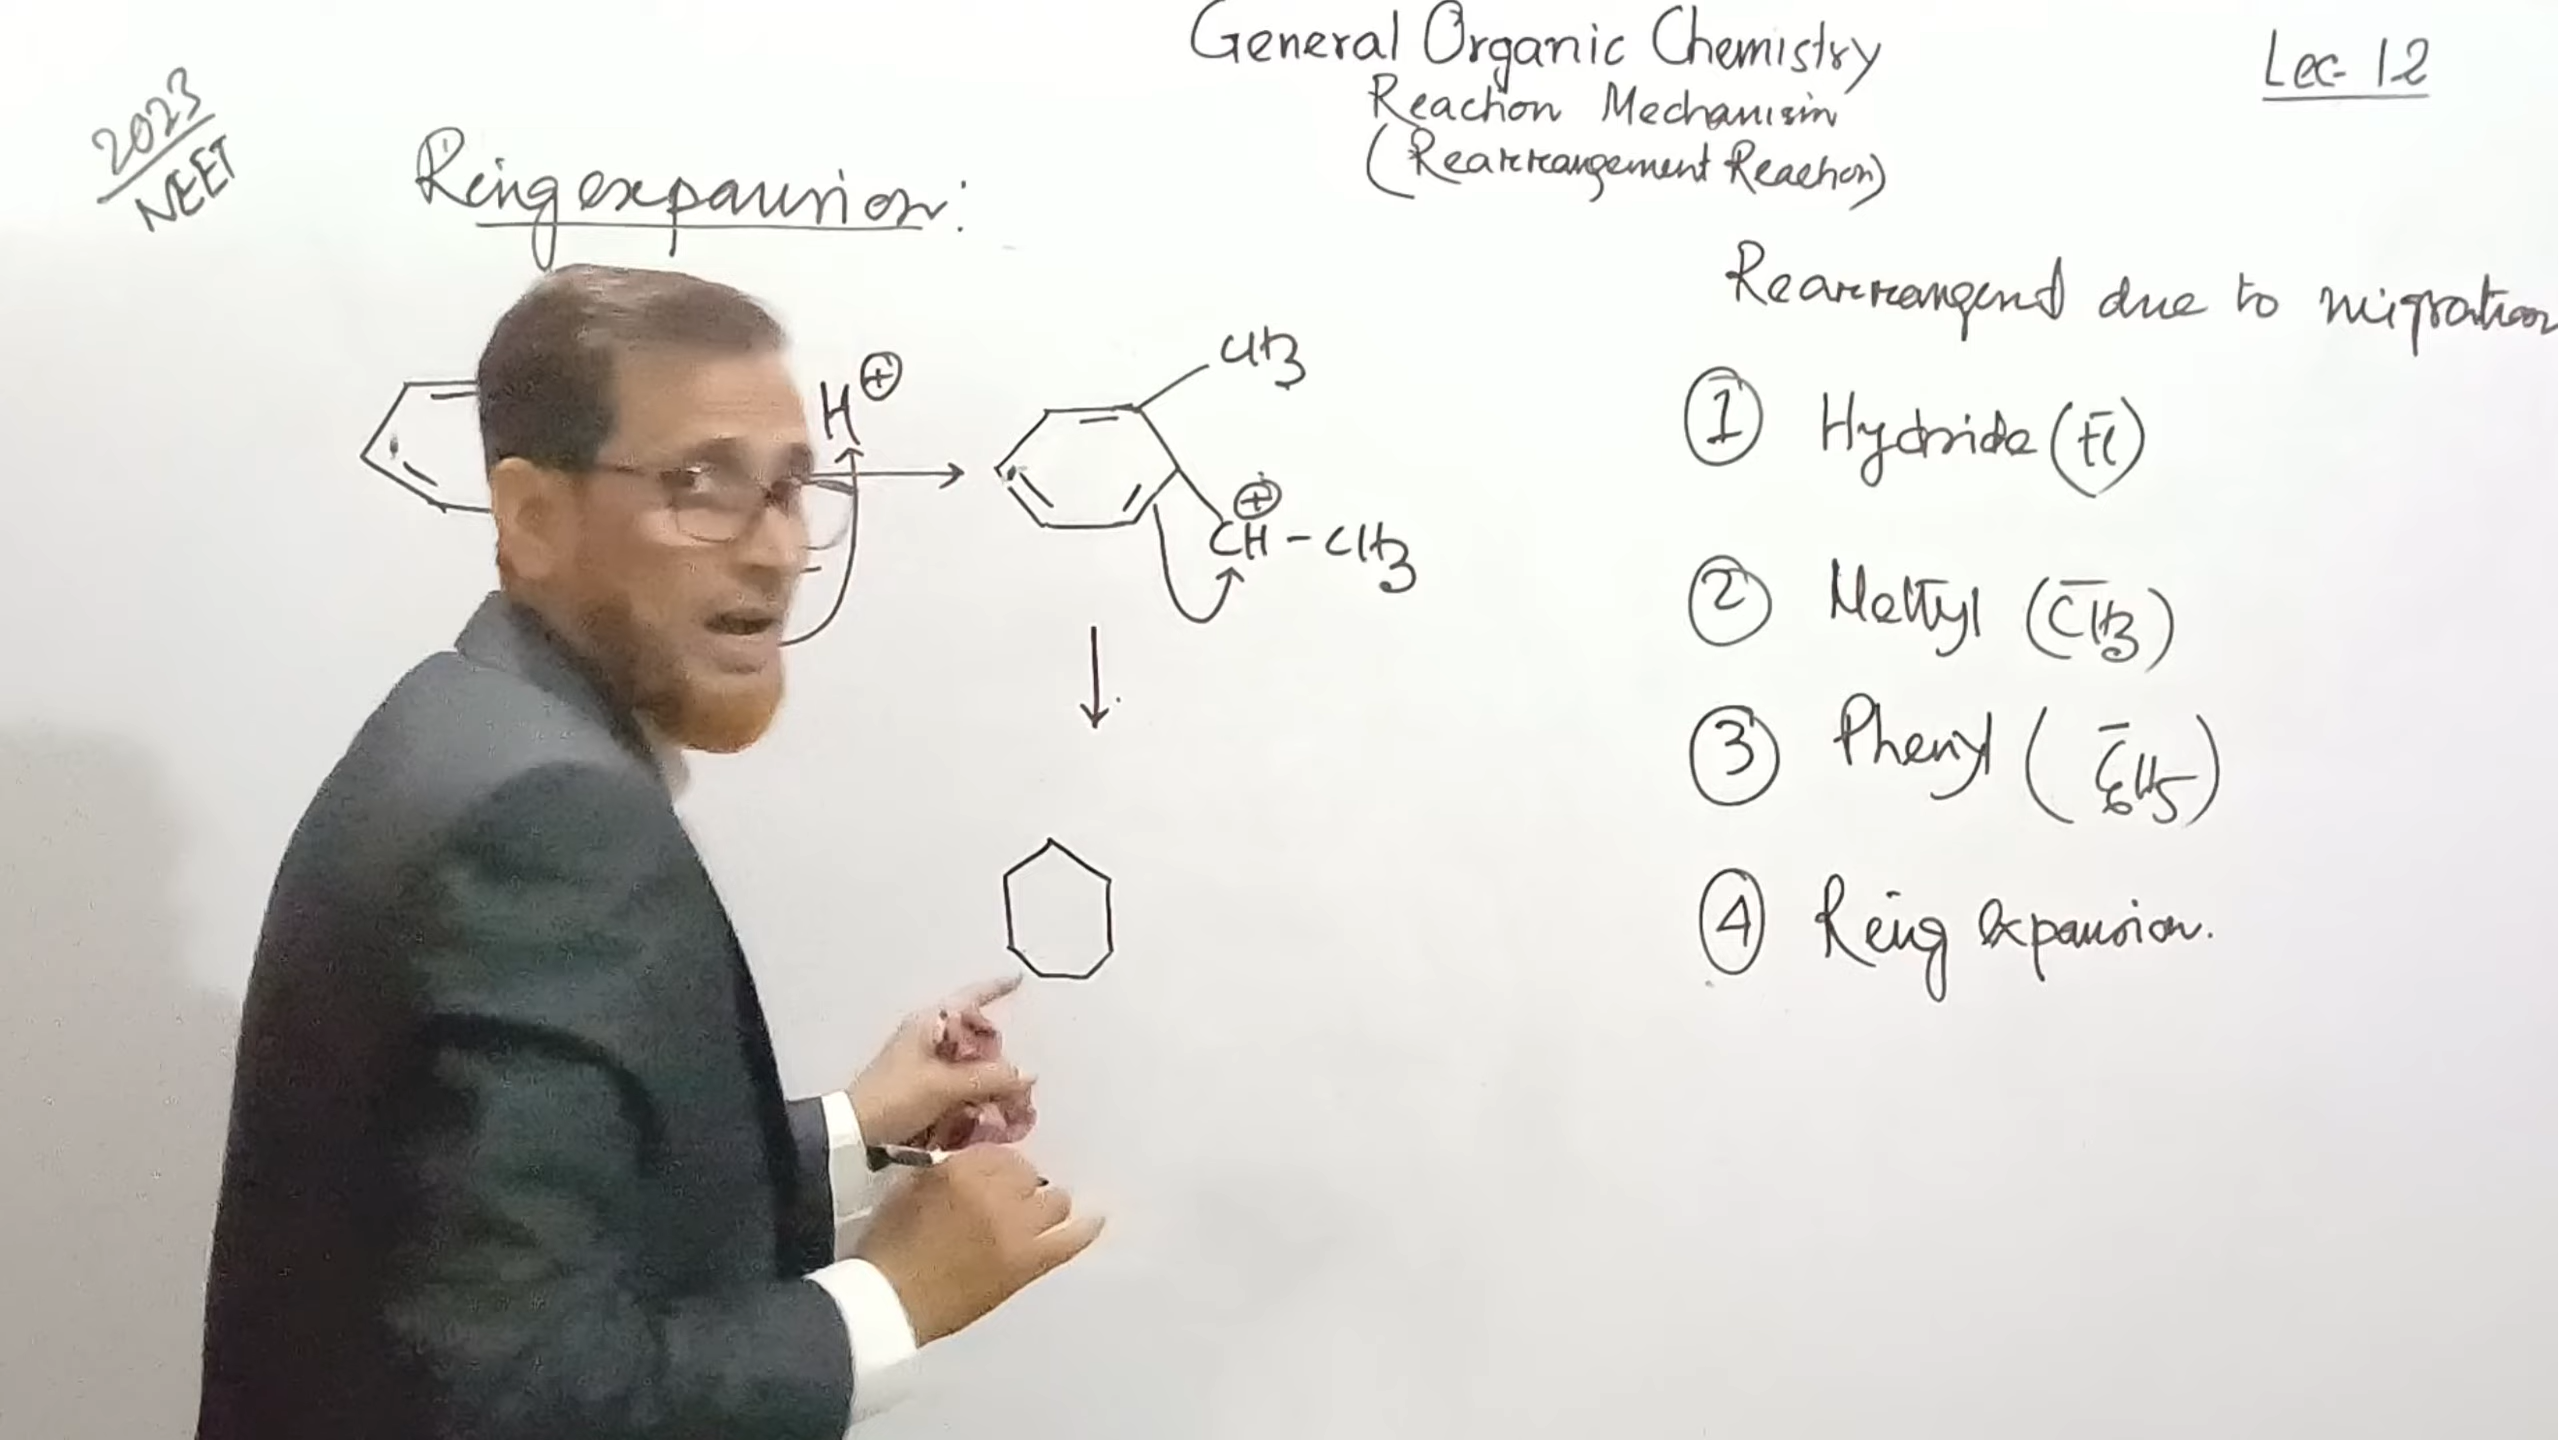 General Organic Chemistry
Reaction Mechanism
(Rearrangement Reaction)
Lec-12
2023
NEET
Ring expansion:
H⊕
CH3
⊕
CH-CH3
Rearrangent due to migration
① Hydride (H̄)
② Methyl (C̄H3)
③ Phenyl (C̄6H5)
④ Ring expansion.